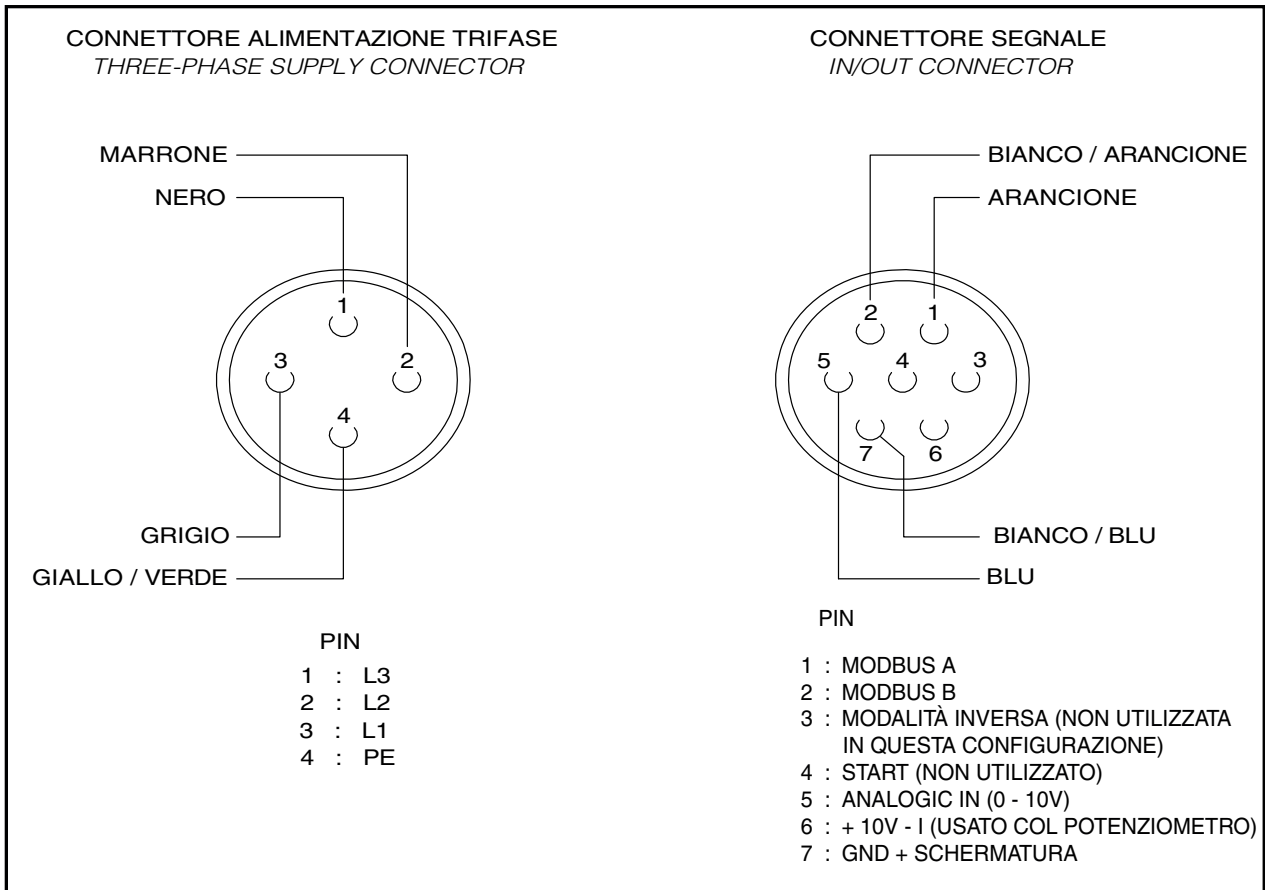 CONNETTORE ALIMENTAZIONE TRIFASE
THREE-PHASE SUPPLY CONNECTOR
MARRONE
NERO
1
3
2
4
GRIGIO
GIALLO / VERDE
PIN
1 : L3
2 : L2
3 : L1
4 : PE
CONNETTORE SEGNALE
IN/OUT CONNECTOR
BIANCO / ARANCIONE
ARANCIONE
2 1
5 4 3
7 6
BIANCO / BLU
BLU
PIN
1 : MODBUS A
2 : MODBUS B
3 : MODALITÀ INVERSA (NON UTILIZZATA
IN QUESTA CONFIGURAZIONE)
4 : START (NON UTILIZZATO)
5 : ANALOGIC IN (0 - 10V)
6 : + 10V - I (USATO COL POTENZIOMETRO)
7 : GND + SCHERMATURA